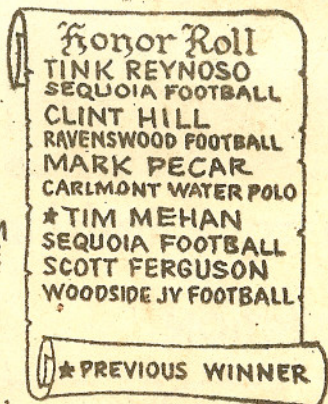 Honor Roll
TINK REYNOSO
SEQUOIA FOOTBALL
CLINT HILL
RAVENSWOOD FOOTBALL
MARK PECAR
CARLMONT WATER POLO
★TIM MEHAN
SEQUOIA FOOTBALL
SCOTT FERGUSON
WOODSIDE JV FOOTBALL
★PREVIOUS WINNER